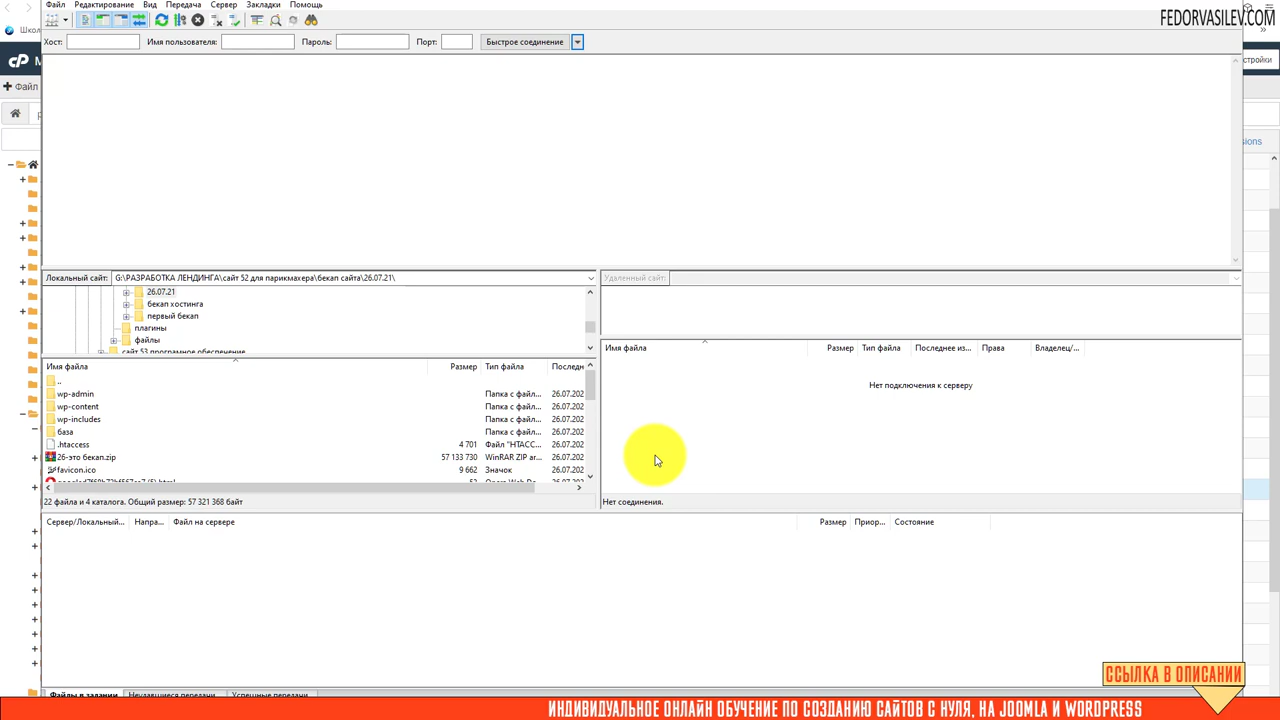 Файл Редактирование Вид Передача Сервер Закладки Помощь
FEDORVASILEV.COM
Хост: Имя пользователя: Пароль: Порт: Быстрое соединение
Файл
Локальный сайт: G:\РАЗРАБОТКА ЛЕНДИНГА\сайт 52 для парикмахера\бекап сайта\26.07.21\
Удаленный сайт:
26.07.21
бекап хостинга
первый бекап
плагины
файлы
сайт 53 програмное обеспечение
Имя файла Размер Тип файла Последн
Имя файла Размер Тип файла Последнее из... Права Владелец/...
Нет подключения к серверу
..
wp-admin Папка с файл... 26.07.202
wp-content Папка с файл... 26.07.202
wp-includes Папка с файл... 26.07.202
база Папка с файл... 26.07.202
.htaccess 4 701 Файл "HTACC... 26.07.202
26-это бекап.zip 57 133 730 WinRAR ZIP ar... 26.07.202
favicon.ico 9 662 Значок 26.07.202
22 файла и 4 каталога. Общий размер: 57 321 368 байт
Нет соединения.
Сервер/Локальный... Напра... Файл на сервере Размер Приор... Состояние
Файлы в задании Неудавшиеся передачи Успешные передачи
ССЫЛКА В ОПИСАНИИ
ИНДИВИДУАЛЬНОЕ ОНЛАЙН ОБУЧЕНИЕ ПО СОЗДАНИЮ САЙТОВ С НУЛЯ, НА JOOMLA И WORDPRESS